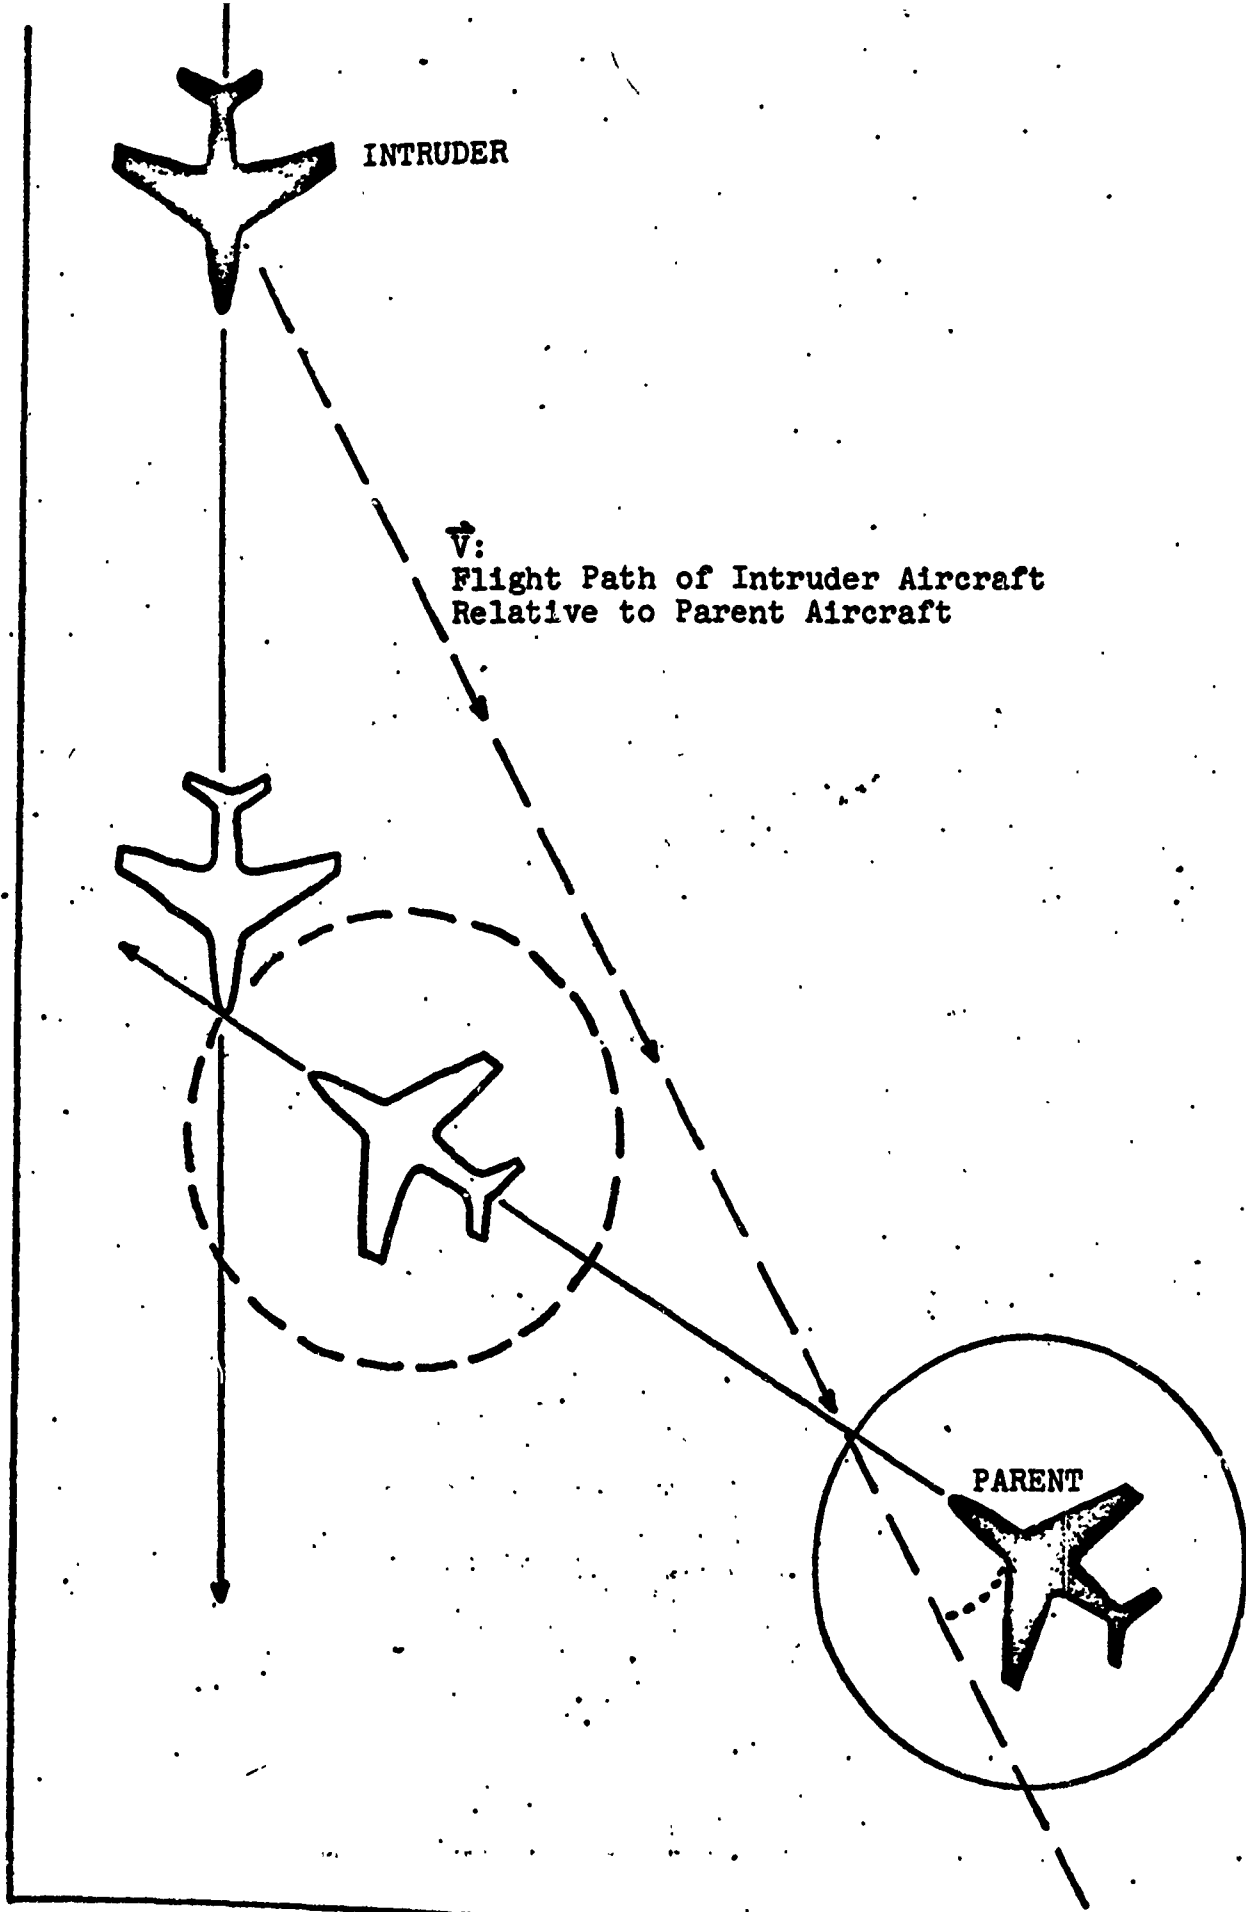 INTRUDER
V⃗:
Flight Path of Intruder Aircraft
Relative to Parent Aircraft
PARENT